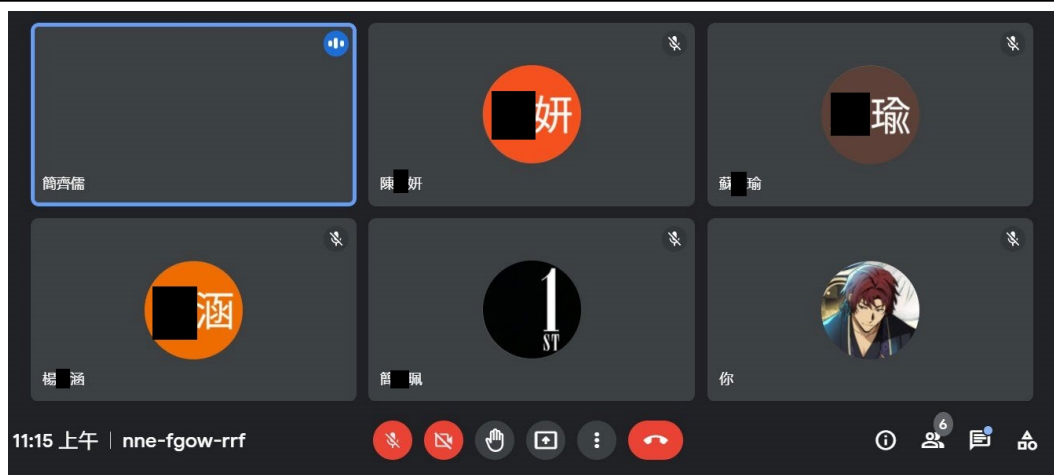 簡齊儒
妍
陳 妍
瑜
蘇 瑜
涵
楊 涵
1
ST
簡 珮
你
11:15 上午 | nne-fgow-rrf
6